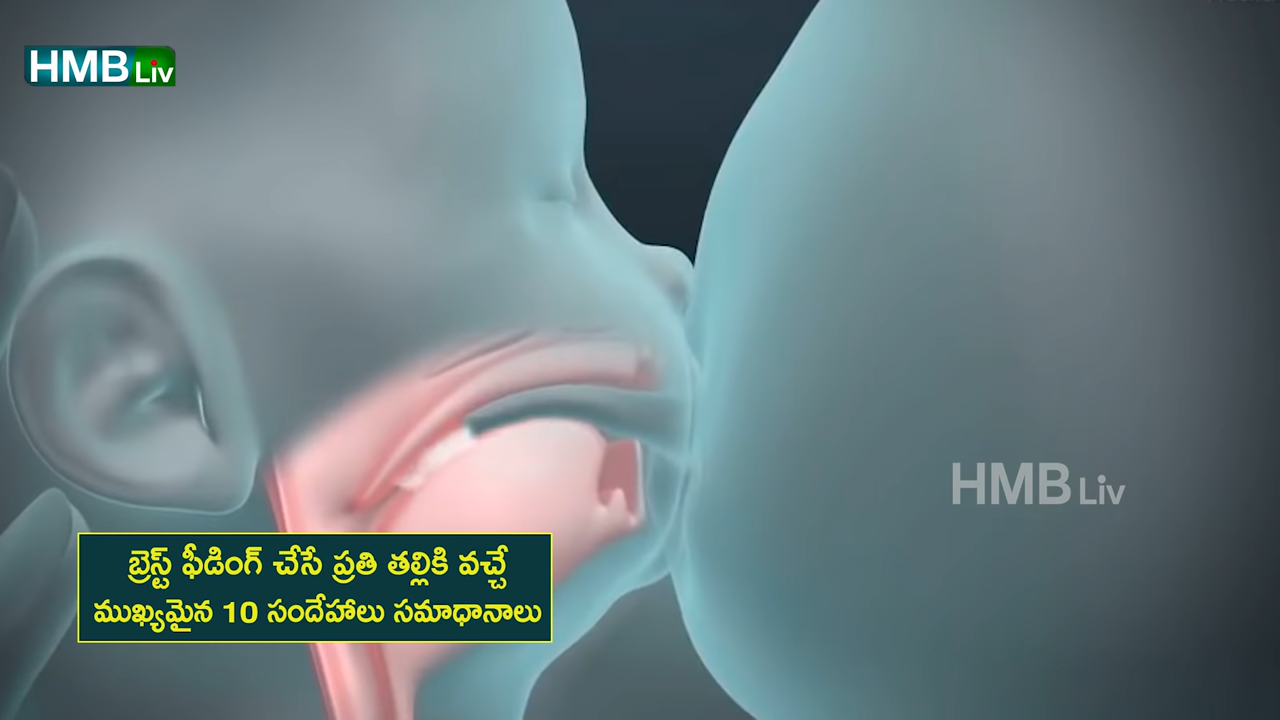 HMB Liv
HMB Liv
బ్రెస్ట్ ఫీడింగ్ చేసే ప్రతి తల్లికి వచ్చే
ముఖ్యమైన 10 సందేహాలు సమాధానాలు